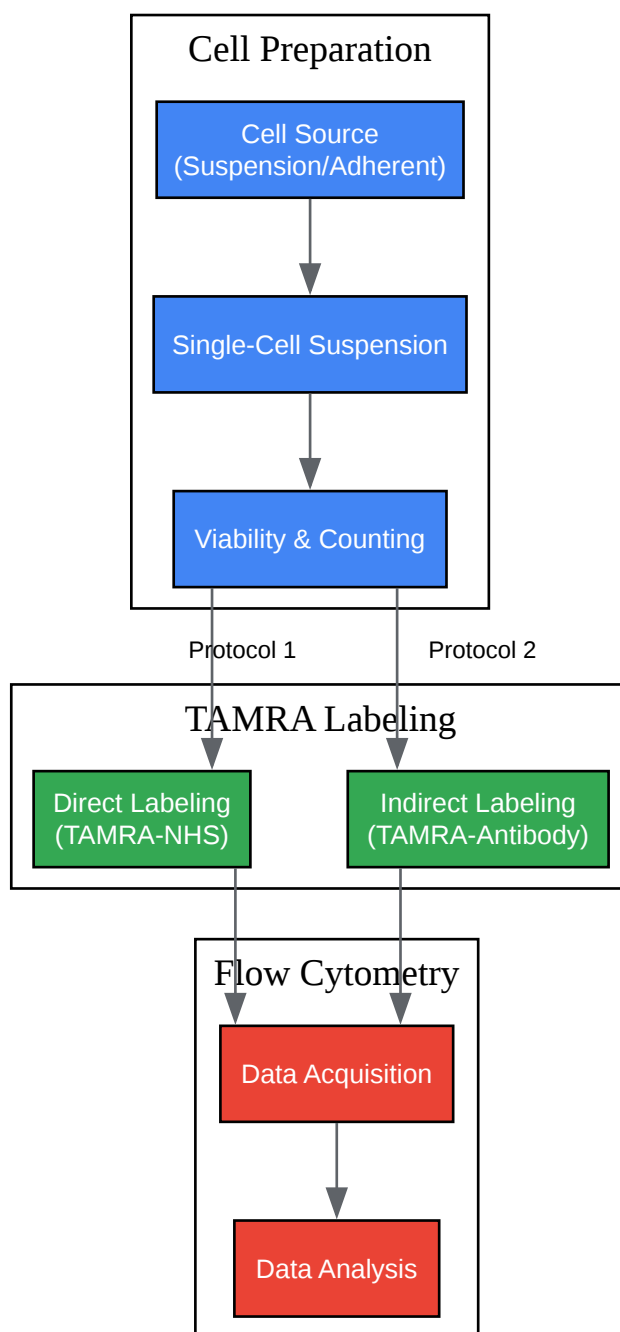 Cell Preparation
Cell Source
(Suspension/Adherent)
Single-Cell Suspension
Viability & Counting
Protocol 1
Protocol 2
TAMRA Labeling
Direct Labeling
(TAMRA-NHS)
Indirect Labeling
(TAMRA-Antibody)
Flow Cytometry
Data Acquisition
Data Analysis